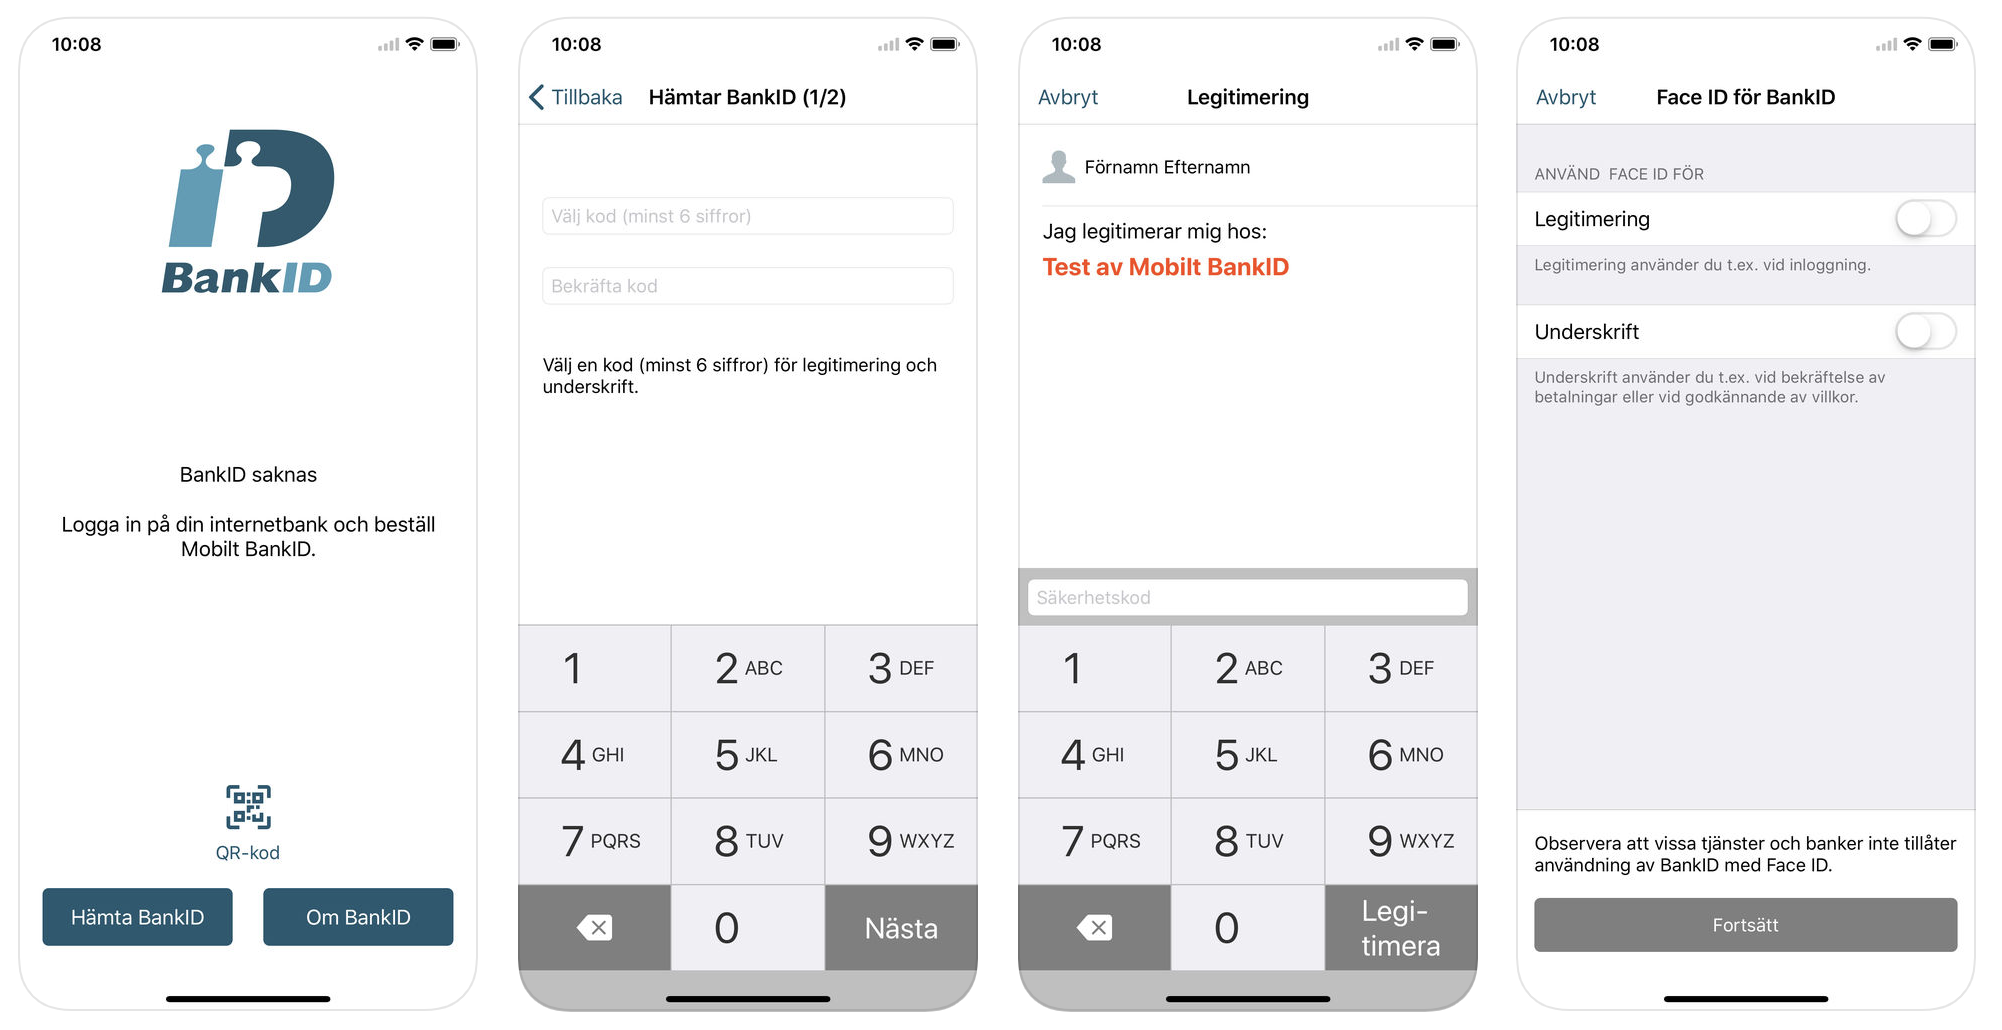 10:08
BankID
BankID saknas
Logga in på din internetbank och beställ
Mobilt BankID.
QR-kod
Hämta BankID
Om BankID
10:08
Tillbaka
Hämtar BankID (1/2)
Välj kod (minst 6 siffror)
Bekräfta kod
Välj en kod (minst 6 siffror) för legitimering och
underskrift.
1
2 ABC
3 DEF
4 GHI
5 JKL
6 MNO
7 PQRS
8 TUV
9 WXYZ
0
Nästa
10:08
Avbryt
Legitimering
Förnamn Efternamn
Jag legitimerar mig hos:
Test av Mobilt BankID
Säkerhetskod
1
2 ABC
3 DEF
4 GHI
5 JKL
6 MNO
7 PQRS
8 TUV
9 WXYZ
0
Legi-
timera
10:08
Avbryt
Face ID för BankID
ANVÄND FACE ID FÖR
Legitimering
Legitimering använder du t.ex. vid inloggning.
Underskrift
Underskrift använder du t.ex. vid bekräftelse av
betalningar eller vid godkännande av villkor.
Observera att vissa tjänster och banker inte tillåter
användning av BankID med Face ID.
Fortsätt